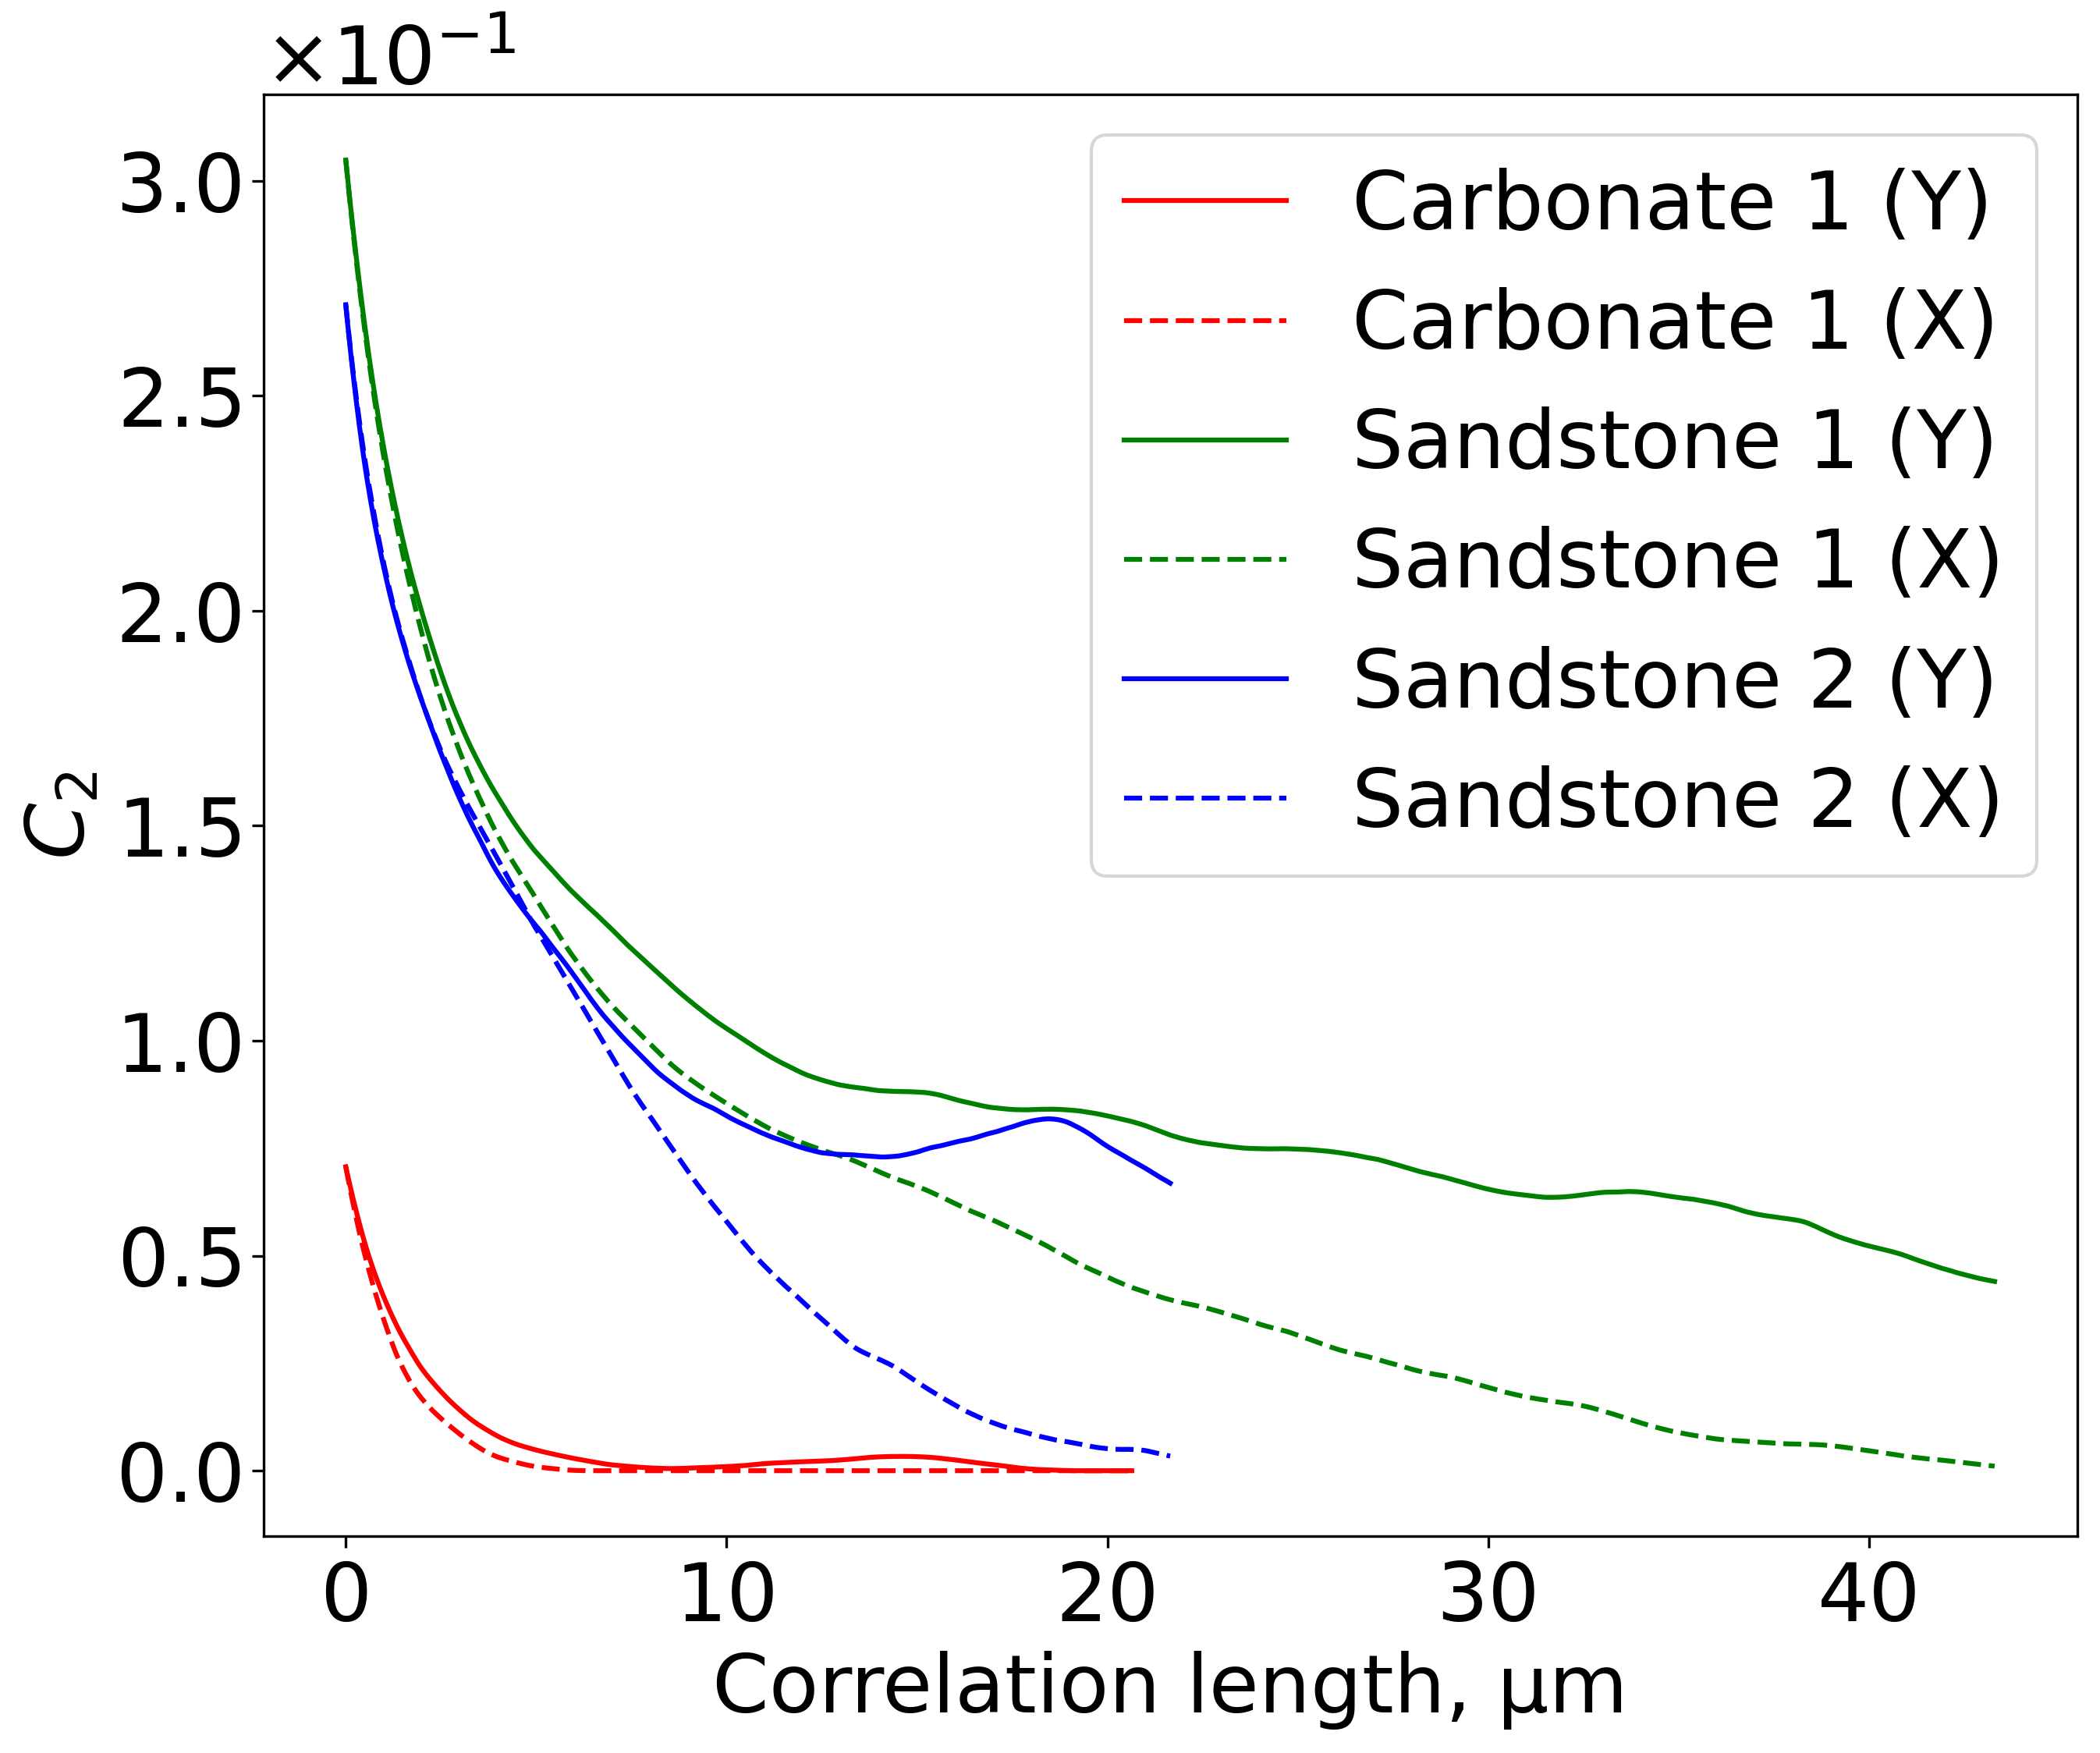 ×10⁻¹
3.0
2.5
2.0
1.5
1.0
0.5
0.0
C₂
0 10 20 30 40
Correlation length, µm
Carbonate 1 (Y)
Carbonate 1 (X)
Sandstone 1 (Y)
Sandstone 1 (X)
Sandstone 2 (Y)
Sandstone 2 (X)